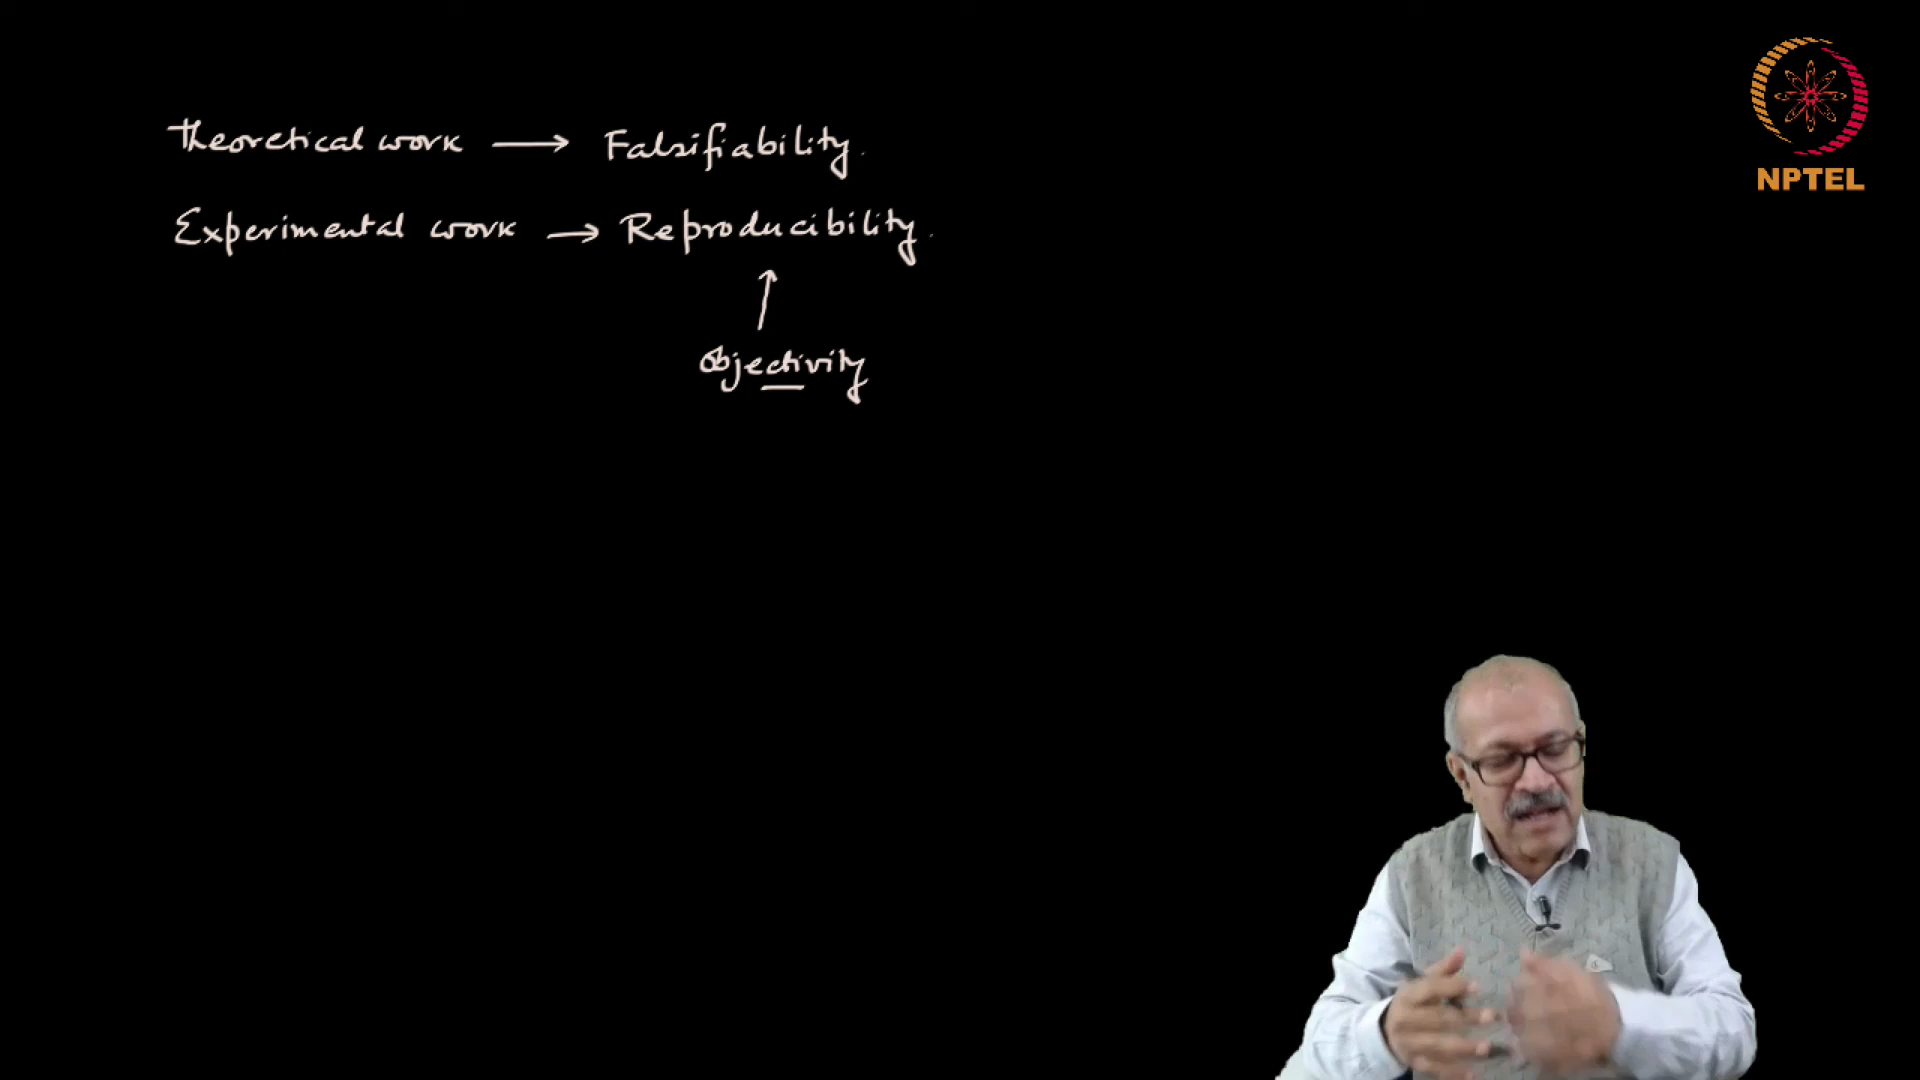 Theoretical work → Falsifiability.
Experimental work → Reproducibility.
↑
Objectivity
NPTEL